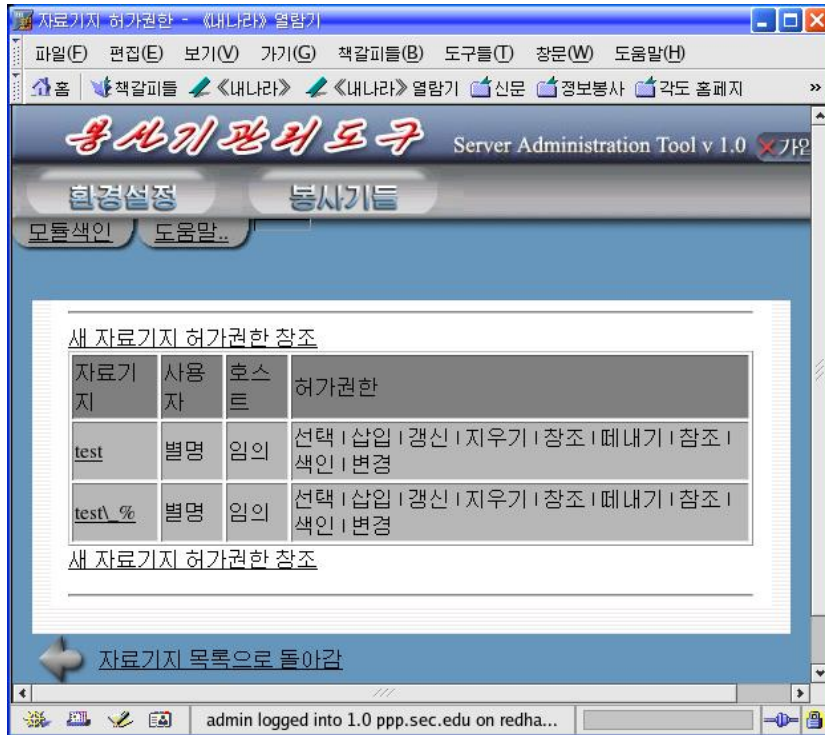 자료기지 허가권한 - 《내나라》 열람기
파일(F) 편집(E) 보기(V) 가기(G) 책갈피들(B) 도구들(T) 창문(W) 도움말(H)
홈 책갈피들 《내나라》 《내나라》 열람기 신문 정보봉사 각도 홈페지 »
봉사기관리도구 Server Administration Tool v 1.0
환경설정 봉사기들
모듈색인 도움말..
새 자료기지 허가권한 창조
자료기지 사용자 호스트 허가권한
test 별명 임의 선택 | 삽입 | 갱신 | 지우기 | 창조 | 떼내기 | 참조 |
색인 | 변경
test\_% 별명 임의 선택 | 삽입 | 갱신 | 지우기 | 창조 | 떼내기 | 참조 |
색인 | 변경
새 자료기지 허가권한 창조
자료기지 목록으로 돌아감
admin logged into 1.0 ppp.sec.edu on redha...